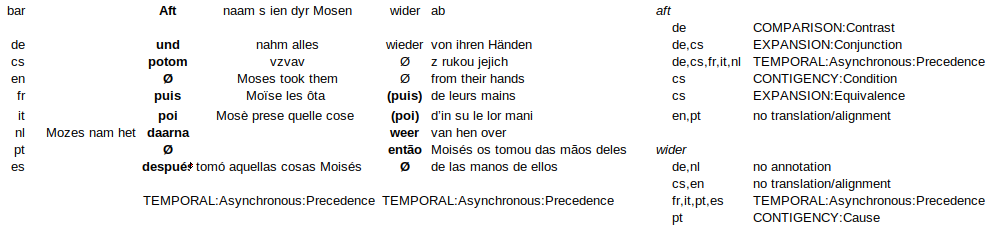 bar Aft naam s ien dyr Mosen wider ab aft
de COMPARISON:Contrast
de und nahm alles wieder von ihren Händen de,cs EXPANSION:Conjunction
cs potom vzvav Ø z rukou jejich de,cs,fr,it,nl TEMPORAL:Asynchronous:Precedence
en Ø Moses took them Ø from their hands cs CONTIGENCY:Condition
fr puis Moïse les ôta (puis) de leurs mains cs EXPANSION:Equivalence
it poi Mosè prese quelle cose (poi) d'in su le lor mani en,pt no translation/alignment
nl Mozes nam het daarna weer van hen over
pt Ø então Moisés os tomou das mãos deles wider
es después tomó aquellas cosas Moisés Ø de las manos de ellos de,nl no annotation
cs,en no translation/alignment
TEMPORAL:Asynchronous:Precedence TEMPORAL:Asynchronous:Precedence fr,it,pt,es TEMPORAL:Asynchronous:Precedence
pt CONTIGENCY:Cause